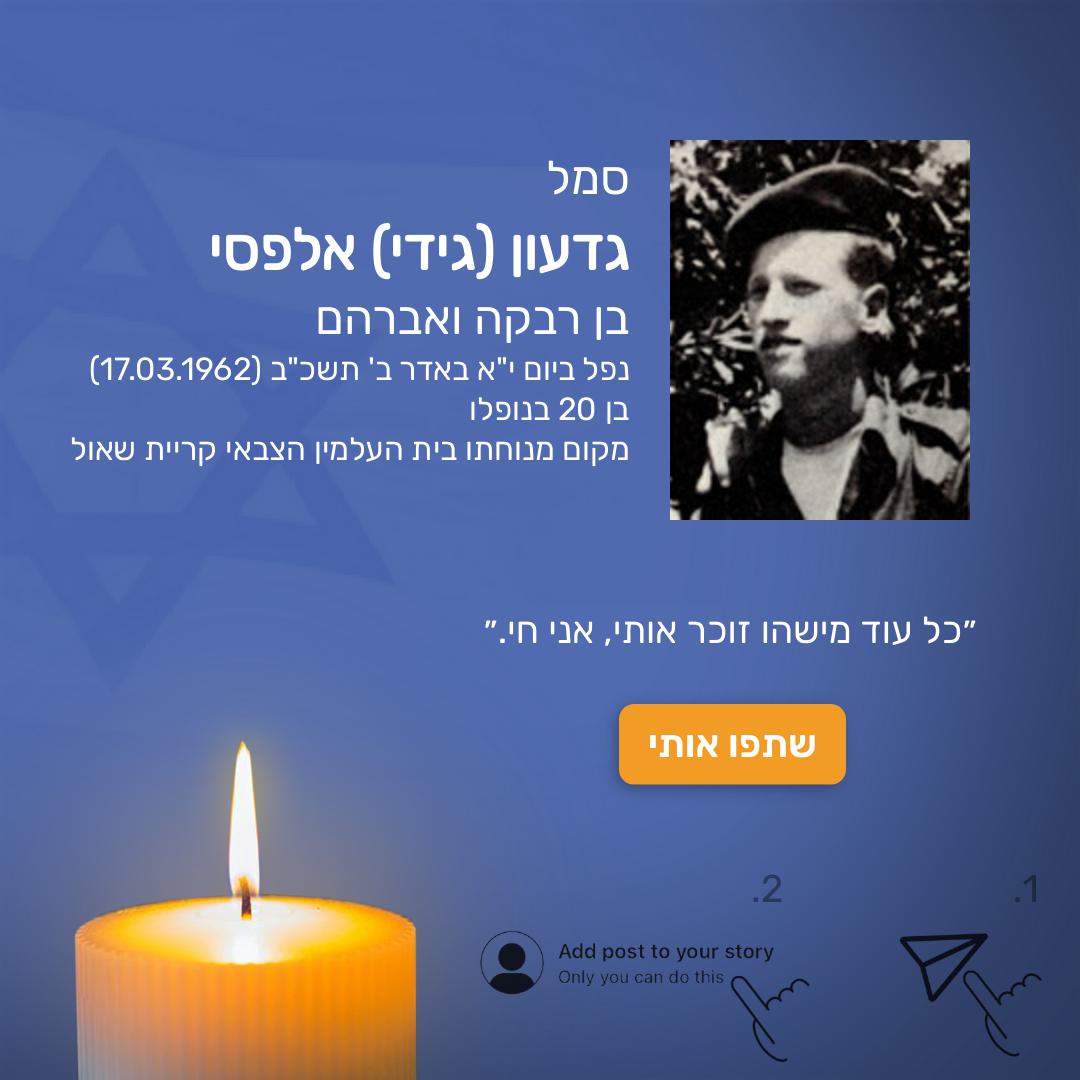 סמל
גדעון (גידי) אלפסי
בן רבקה ואברהם
נפל ביום י"א באדר ב' תשכ"ב (17.03.1962)
בן 20 בנופלו
מקום מנוחתו בית העלמין הצבאי קריית שאול
״כל עוד מישהו זוכר אותי, אני חי.״
שתפו אותי
.1
.2
Add post to your story
Only you can do this